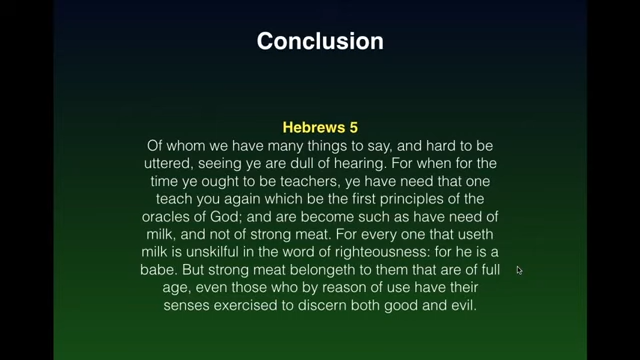 Conclusion
Hebrews 5
Of whom we have many things to say, and hard to be
uttered, seeing ye are dull of hearing. For when for the
time ye ought to be teachers, ye have need that one
teach you again which be the first principles of the
oracles of God; and are become such as have need of
milk, and not of strong meat. For every one that useth
milk is unskilful in the word of righteousness: for he is a
babe. But strong meat belongeth to them that are of full
age, even those who by reason of use have their
senses exercised to discern both good and evil.